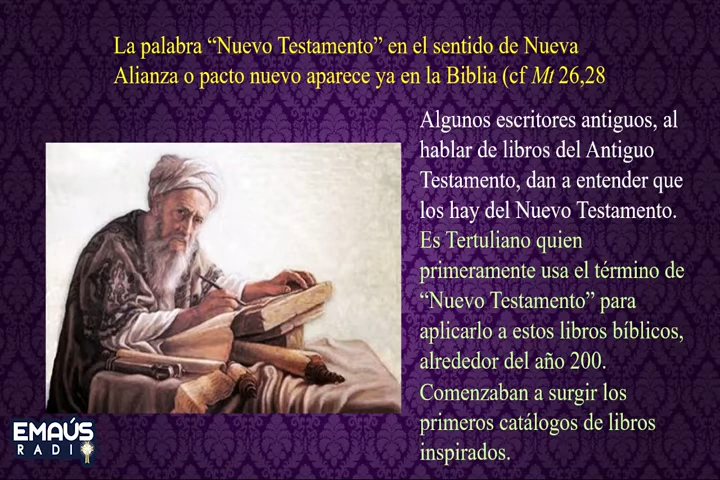 La palabra “Nuevo Testamento” en el sentido de Nueva
Alianza o pacto nuevo aparece ya en la Biblia (cf Mt 26,28
Algunos escritores antiguos, al
hablar de libros del Antiguo
Testamento, dan a entender que
los hay del Nuevo Testamento.
Es Tertuliano quien
primeramente usa el término de
“Nuevo Testamento” para
aplicarlo a estos libros bíblicos,
alrededor del año 200.
Comenzaban a surgir los
primeros catálogos de libros
inspirados.
EMAÚS
RADIO